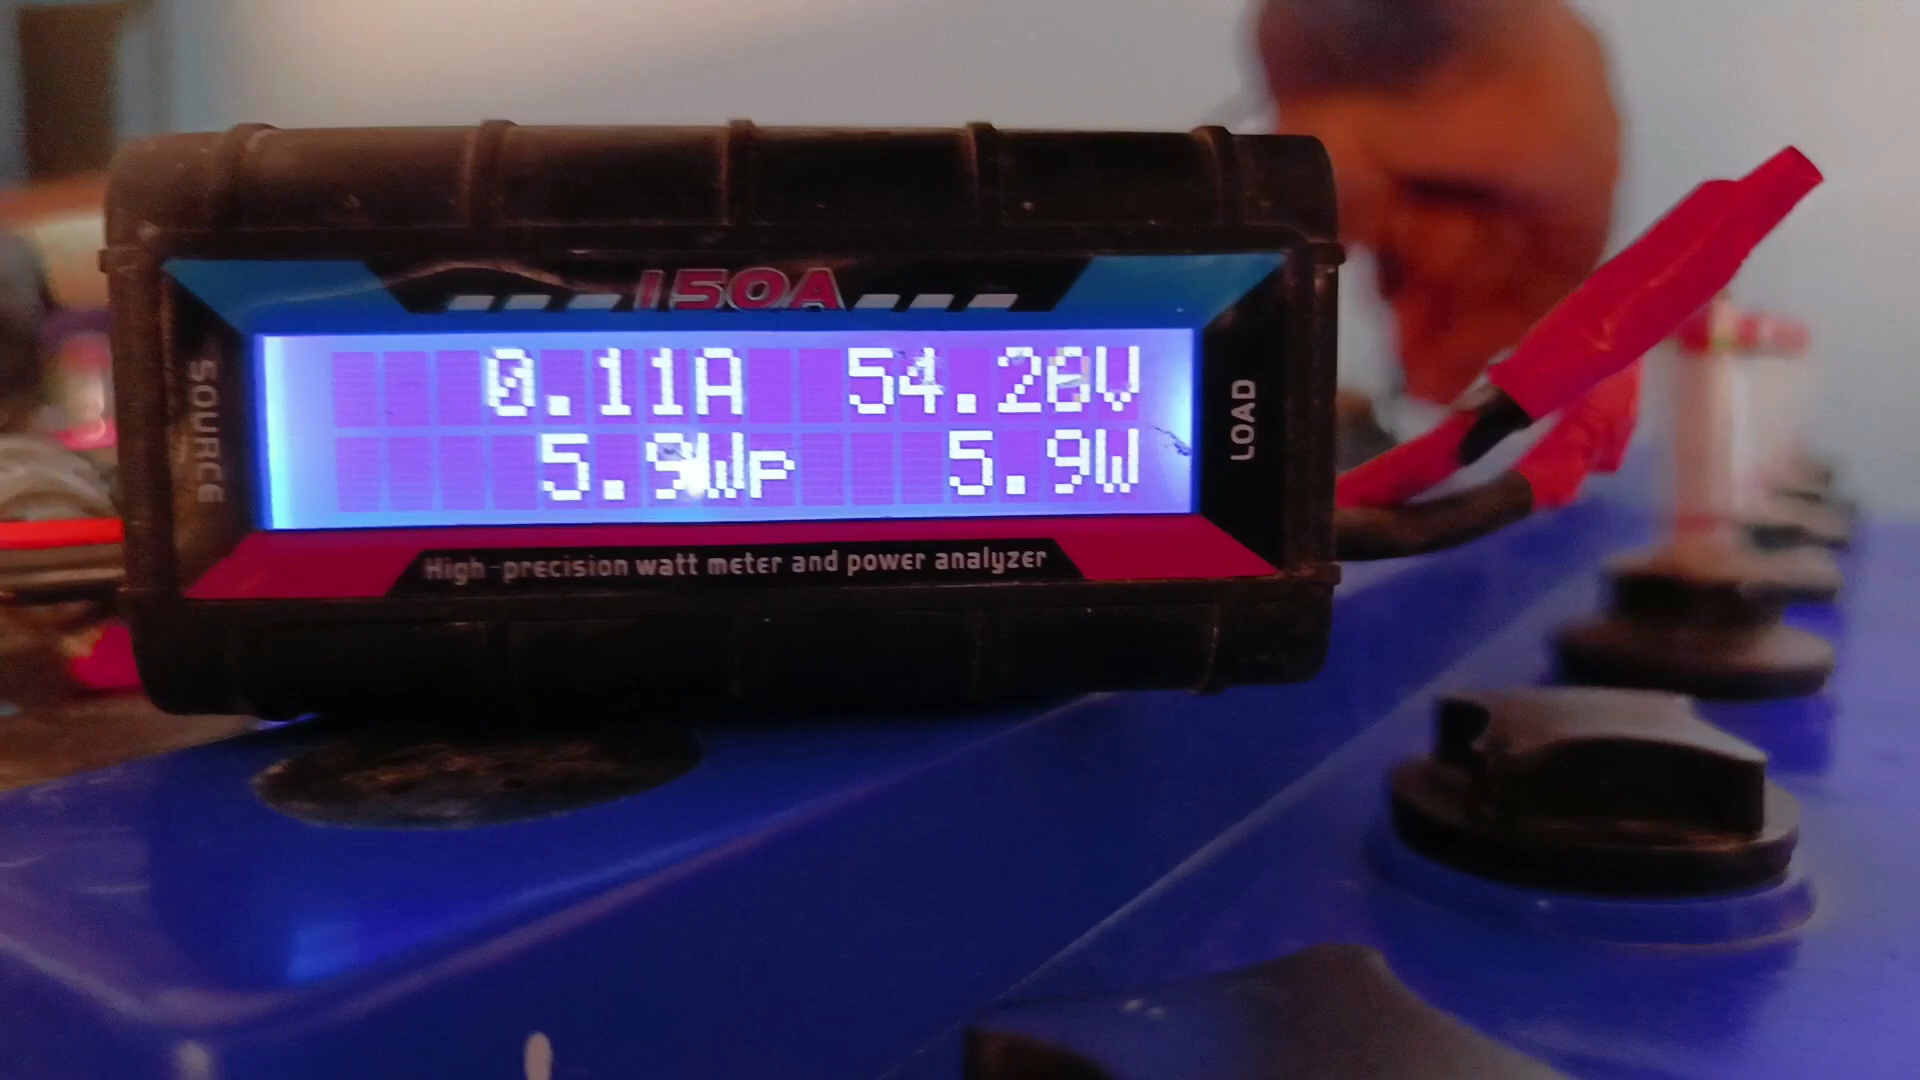 150A
SOURCE
0.11A 54.26V
5.9Wp 5.9W
LOAD
High-precision watt meter and power analyzer